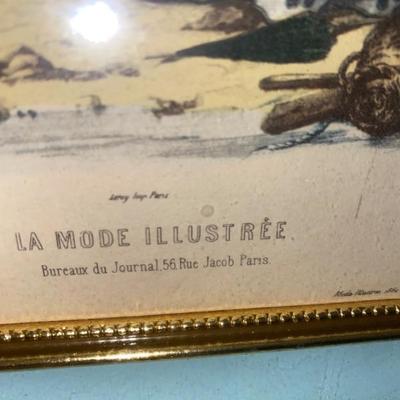 Leroy Imp. Paris
LA MODE ILLUSTRÉE
Bureaux du Journal, 56, Rue Jacob Paris.